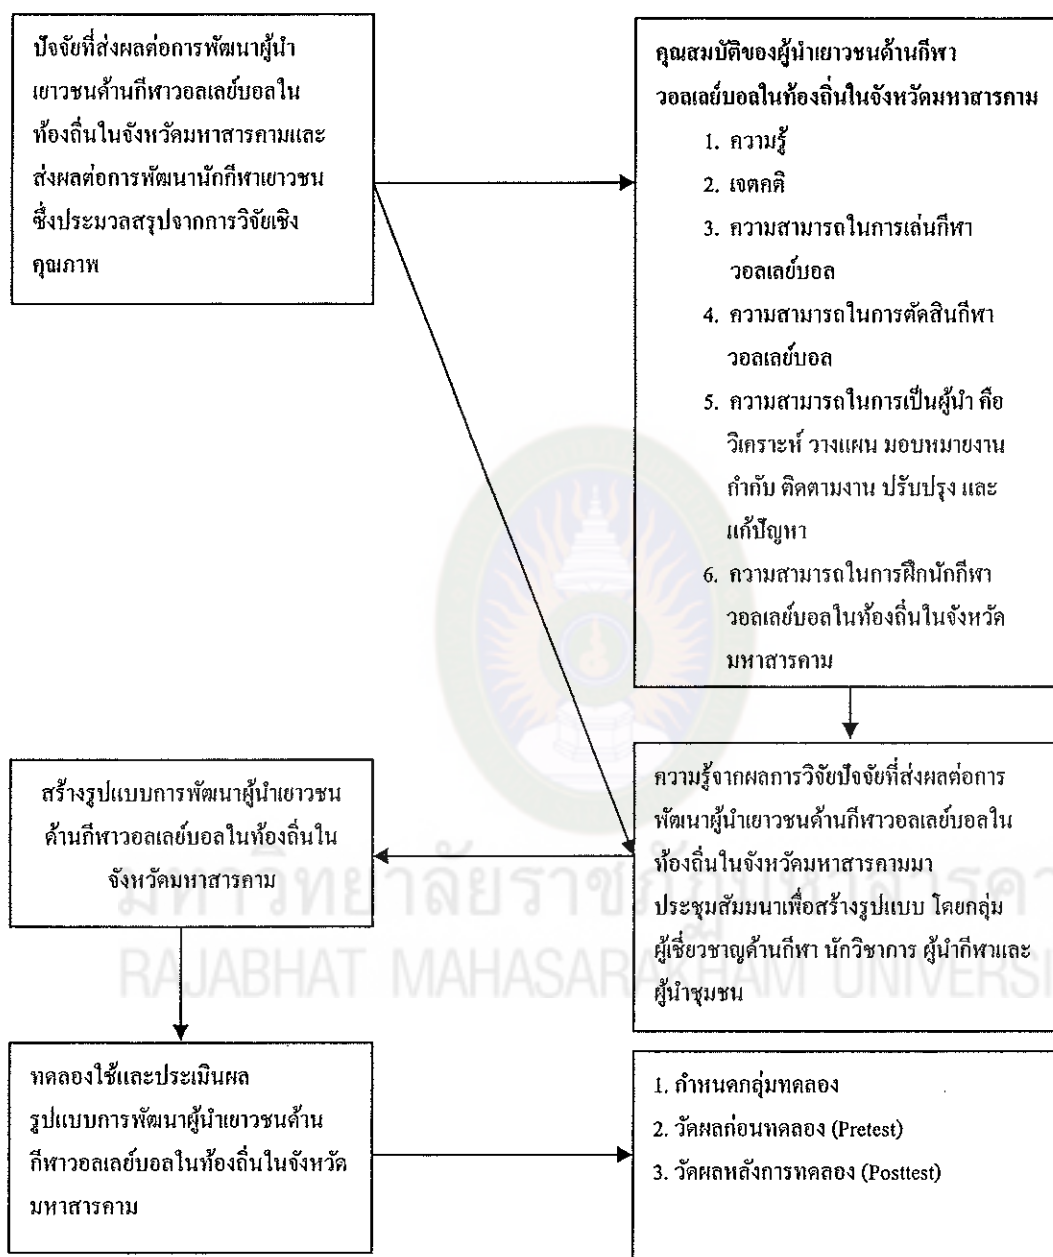 ปัจจัยที่ส่งผลต่อการพัฒนาผู้นำ
เยาวชนด้านกีฬาวอลเลย์บอลใน
ท้องถิ่นในจังหวัดมหาสารคามและ
ส่งผลต่อการพัฒนานักกีฬาเยาวชน
ซึ่งประมวลสรุปจากการวิจัยเชิง
คุณภาพ
คุณสมบัติของผู้นำเยาวชนด้านกีฬา
วอลเลย์บอลในท้องถิ่นในจังหวัดมหาสารคาม
1. ความรู้
2. เจตคติ
3. ความสามารถในการเล่นกีฬา
วอลเลย์บอล
4. ความสามารถในการตัดสินกีฬา
วอลเลย์บอล
5. ความสามารถในการเป็นผู้นำ คือ
วิเคราะห์ วางแผน มอบหมายงาน
กำกับ ติดตามงาน ปรับปรุง และ
แก้ปัญหา
6. ความสามารถในการฝึกนักกีฬา
วอลเลย์บอลในท้องถิ่นในจังหวัด
มหาสารคาม
ความรู้จากผลการวิจัยปัจจัยที่ส่งผลต่อการ
พัฒนาผู้นำเยาวชนด้านกีฬาวอลเลย์บอลใน
ท้องถิ่นในจังหวัดมหาสารคามมา
ประชุมสัมมนาเพื่อสร้างรูปแบบ โดยกลุ่ม
ผู้เชี่ยวชาญด้านกีฬา นักวิชาการ ผู้นำกีฬาและ
ผู้นำชุมชน
สร้างรูปแบบการพัฒนาผู้นำเยาวชน
ด้านกีฬาวอลเลย์บอลในท้องถิ่นใน
จังหวัดมหาสารคาม
RAJABHAT MAHASARAKHAM
ทดลองใช้และประเมินผล
รูปแบบการพัฒนาผู้นำเยาวชนด้าน
กีฬาวอลเลย์บอลในท้องถิ่นในจังหวัด
มหาสารคาม
1. กำหนดกลุ่มทดลอง
2. วัดผลก่อนทดลอง (Pretest)
3. วัดผลหลังการทดลอง (Posttest)